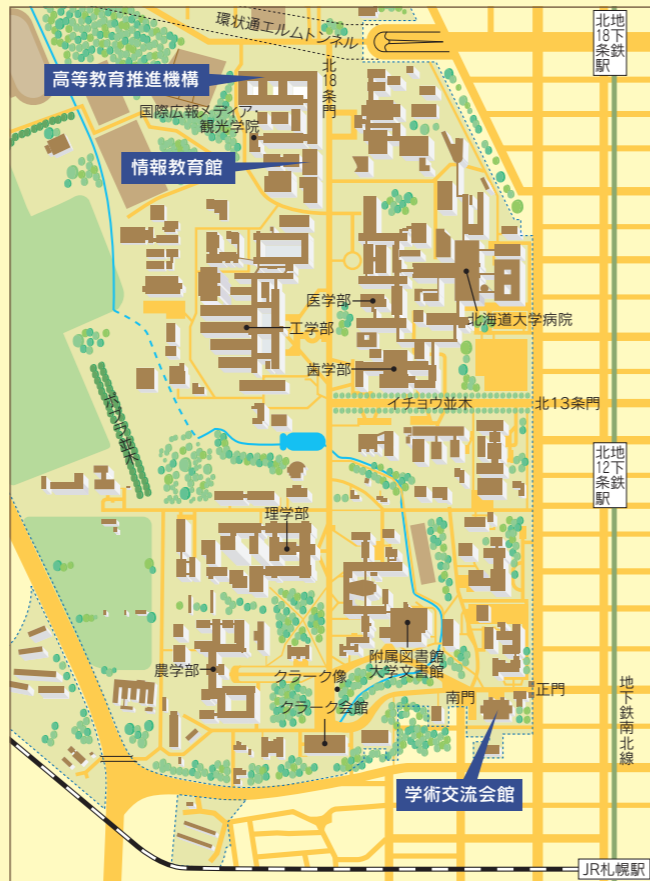 環状通エルムトンネル
地下鉄
北18条駅
高等教育推進機構
北18条門
国際広報メディア・
観光学院
情報教育館
医学部
北海道大学病院
工学部
歯学部
イチョウ並木
北13条門
ポプラ並木
地下鉄
北12条駅
理学部
附属図書館
大学文書館
農学部
クラーク像
南門
正門
地下鉄南北線
クラーク会館
学術交流会館
JR札幌駅